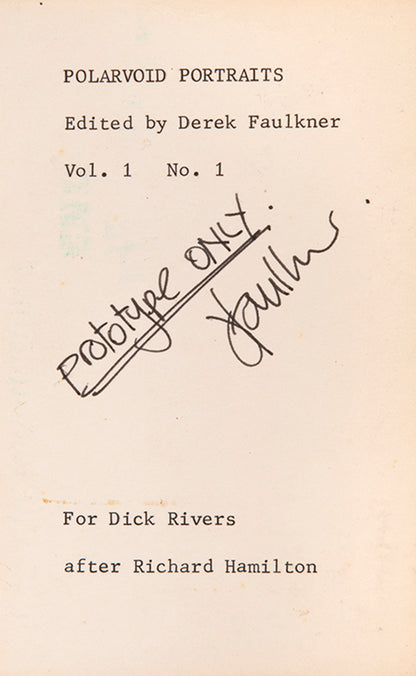 POLARVOID PORTRAITS
Edited by Derek Faulkner
Vol. 1 No. 1
prototype ONLY.
Faulkner.
For Dick Rivers
after Richard Hamilton